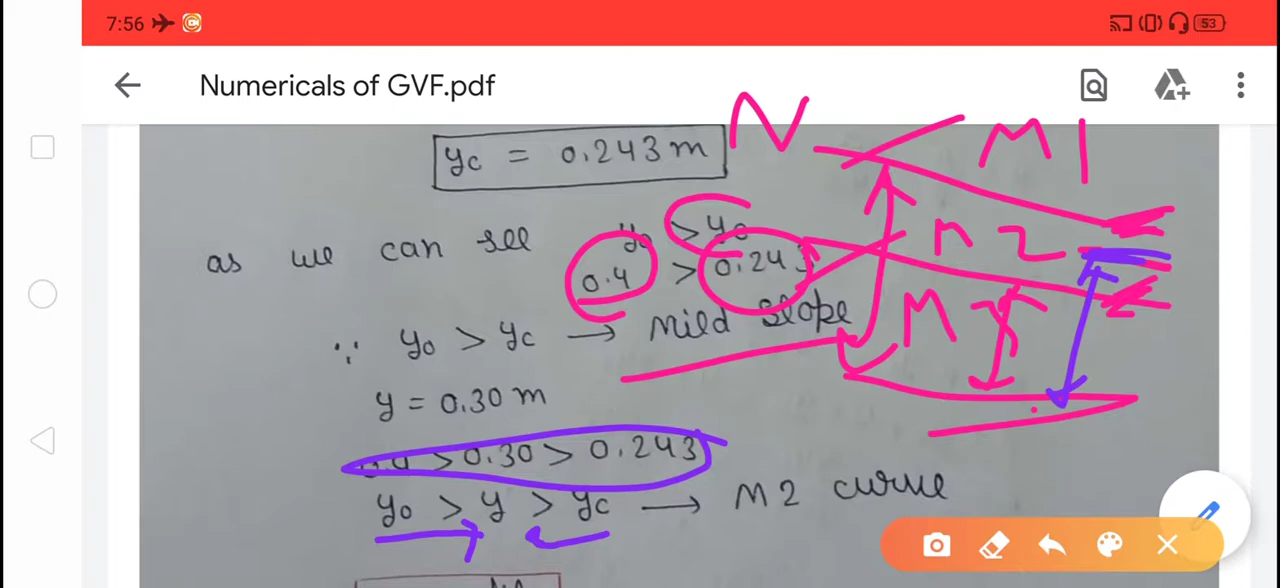 7:56
53
Numericals of GVF.pdf
yc = 0.243 m
N
M1
as we can see y0 > yc
M2
0.4 > 0.243
M3
∵ y0 > yc → Mild slope
y = 0.30 m
0.4 > 0.30 > 0.243
y0 > y > yc → M2 curve